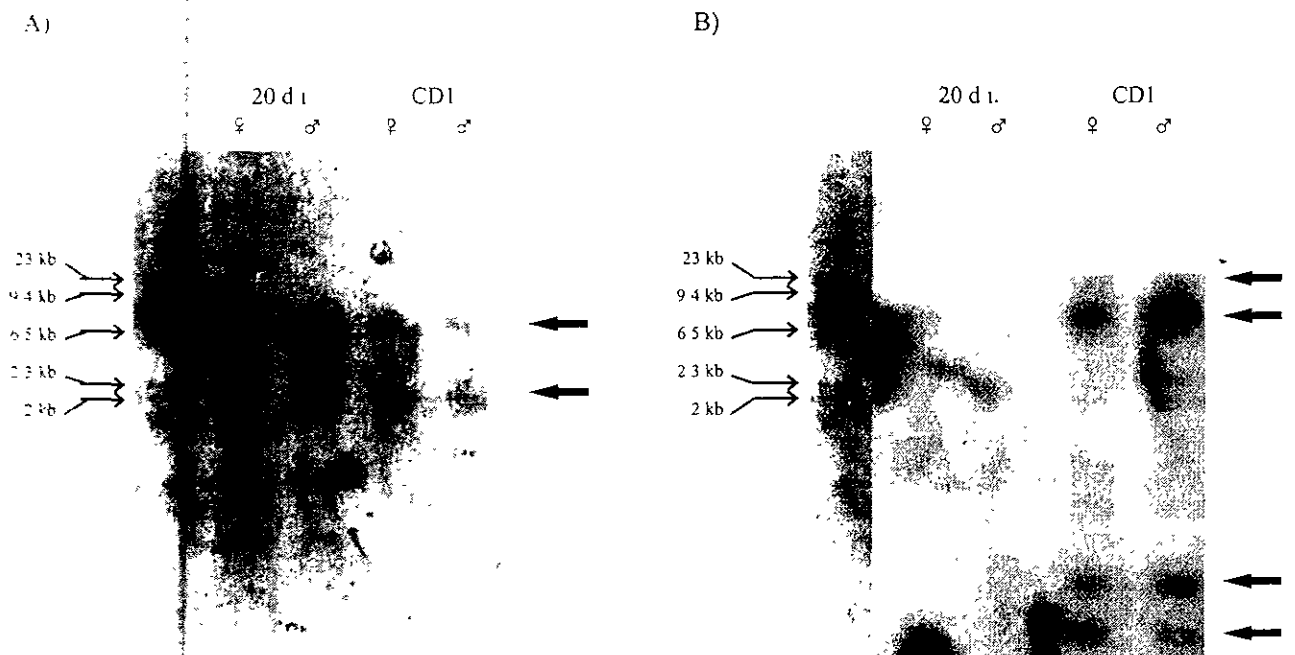 A)
20 d i
CD1
♀ ♂ ♀ ♂
23 kb
9 4 kb
6 5 kb
2 3 kb
2 kb
B)
20 d i.
CD1
♀ ♂ ♀ ♂
23 kb
9 4 kb
6 5 kb
2 3 kb
2 kb